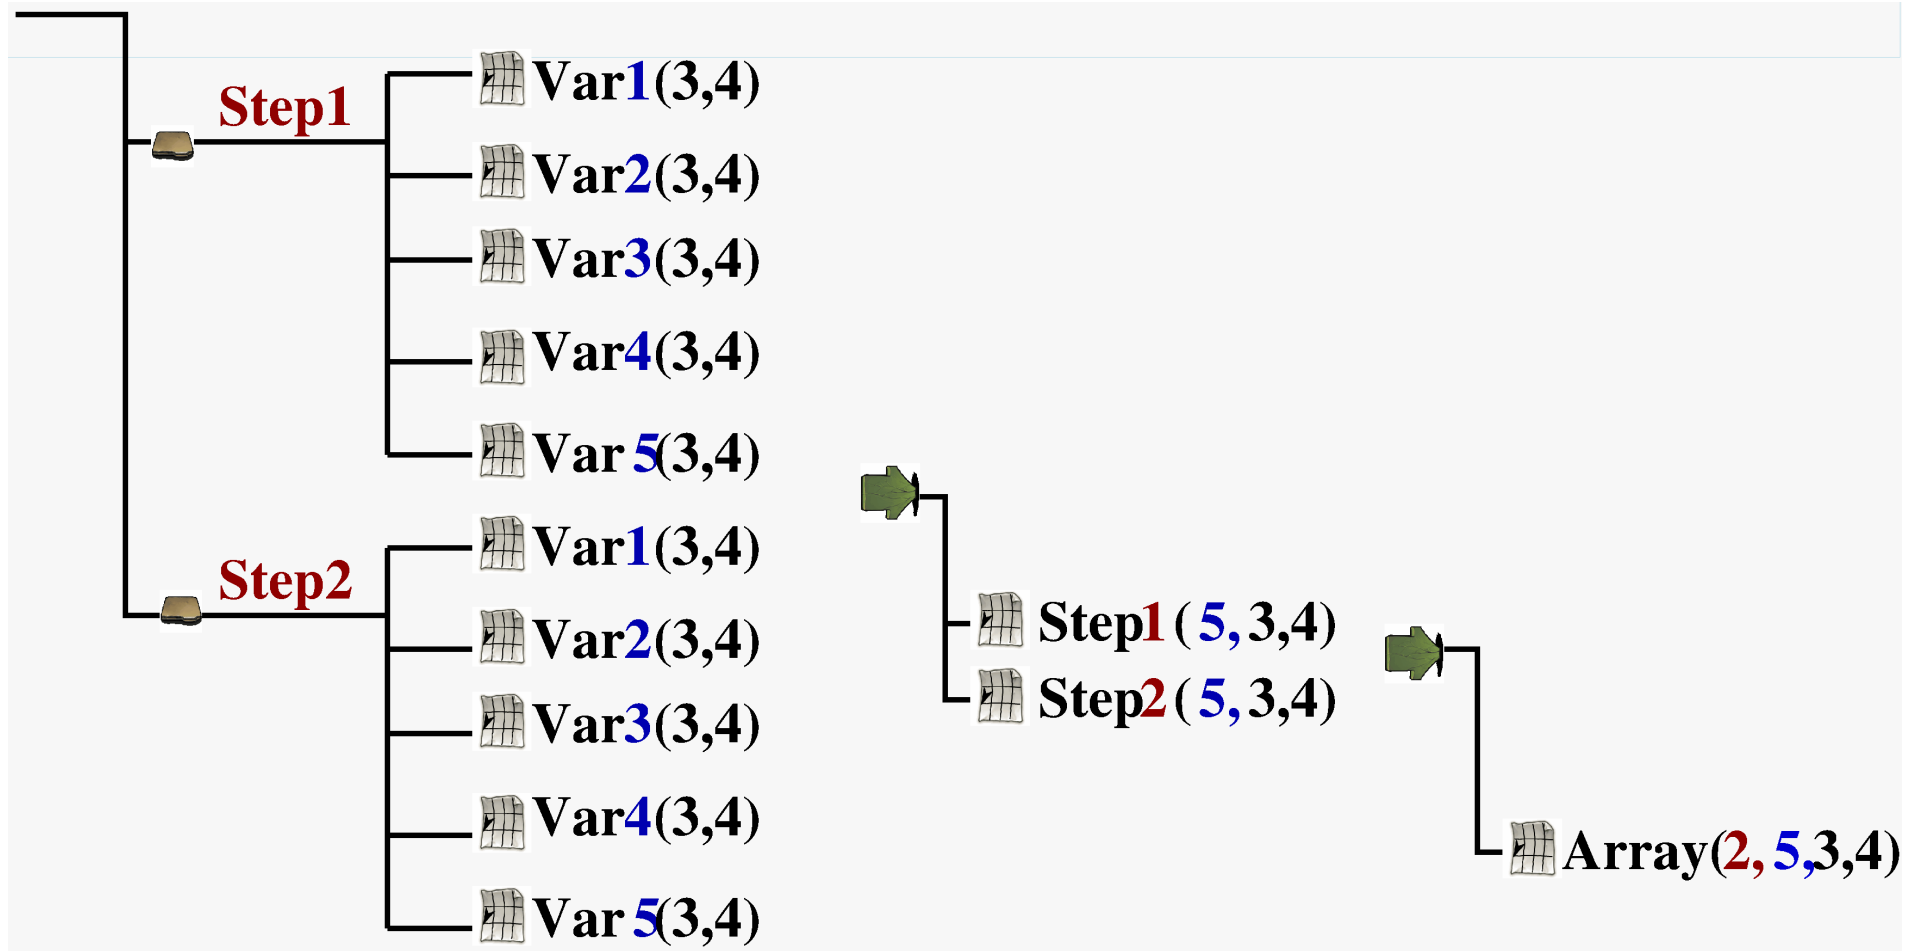 Step1
Var1(3,4)
Var2(3,4)
Var3(3,4)
Var4(3,4)
Var 5(3,4)
Step2
Var1(3,4)
Var2(3,4)
Var3(3,4)
Var4(3,4)
Var 5(3,4)
Step1 ( 5, 3,4)
Step2 ( 5, 3,4)
Array(2, 5,3,4)